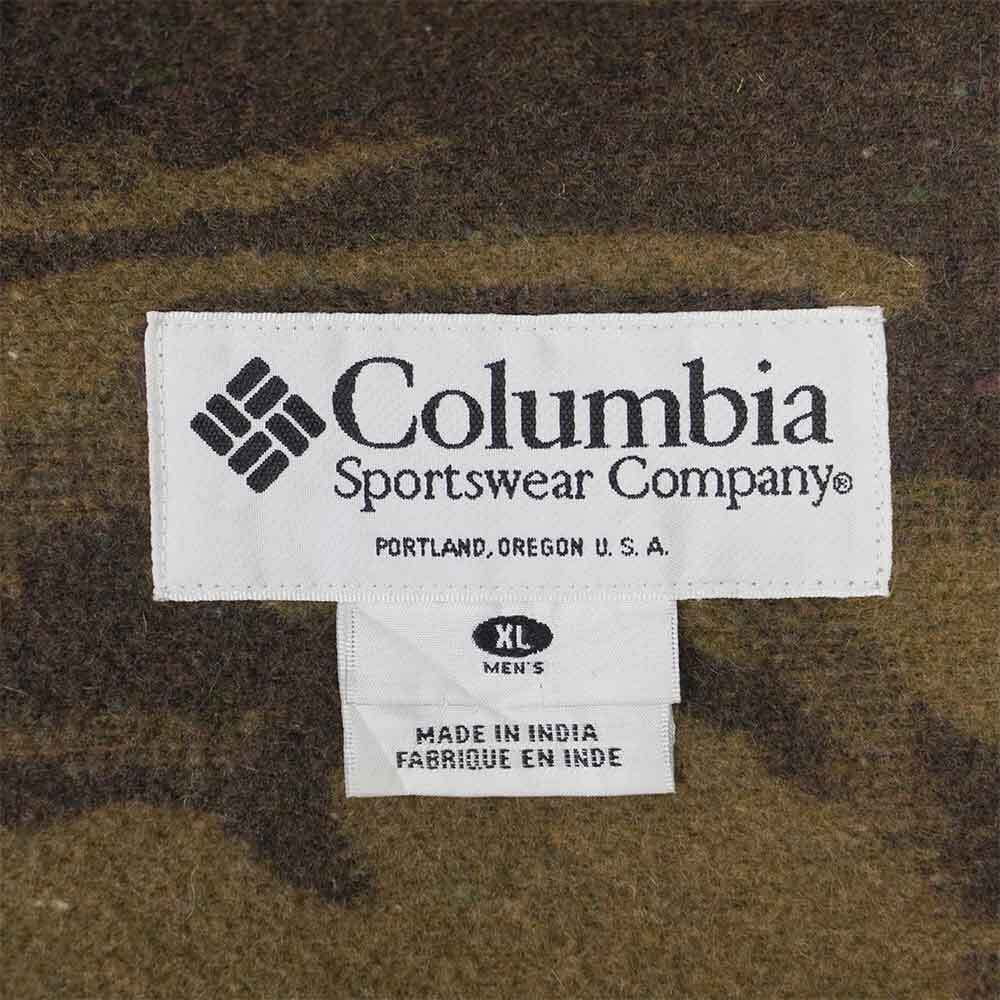 Columbia
Sportswear Company®
PORTLAND, OREGON U. S. A.
XL
MEN'S
MADE IN INDIA
FABRIQUE EN INDE